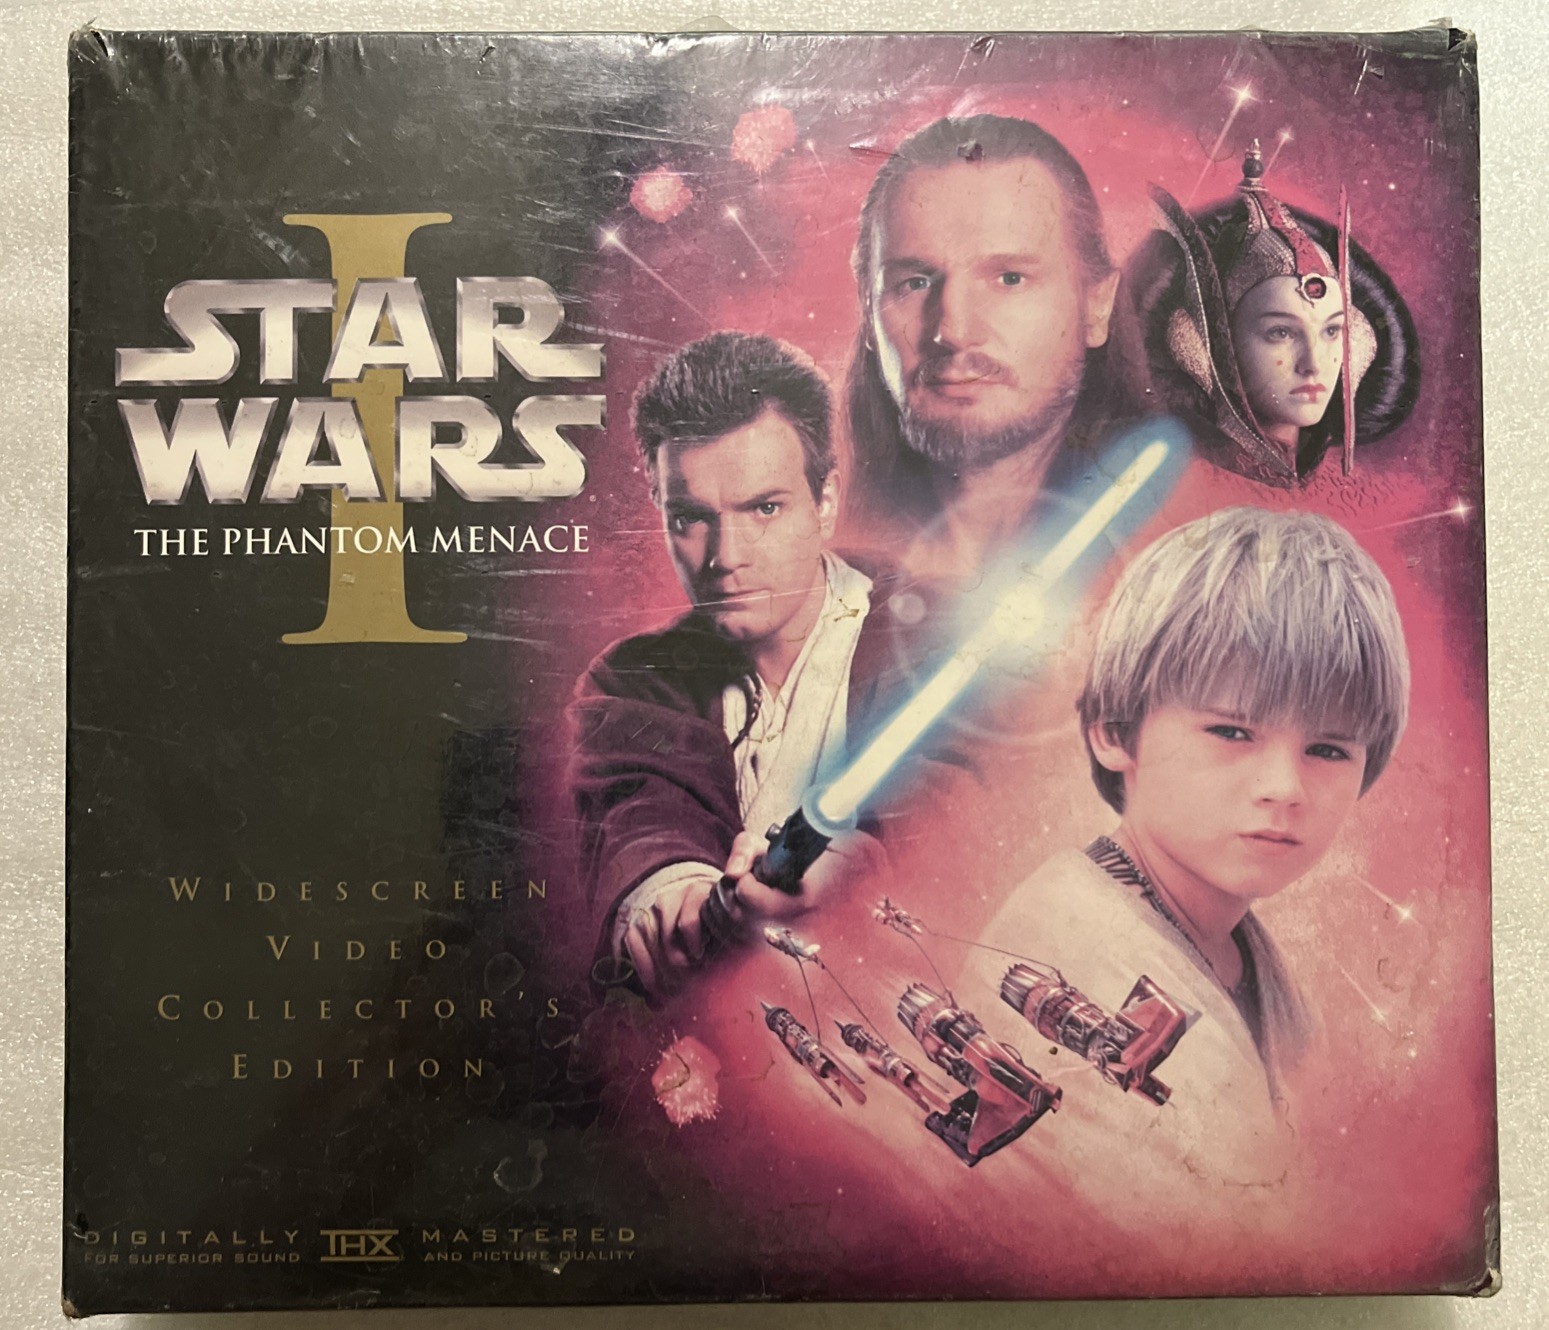 I
STAR
WARS
THE PHANTOM MENACE
WIDESCREEN
VIDEO
COLLECTOR'S
EDITION
DIGITALLY THX MASTERED
FOR SUPERIOR SOUND AND PICTURE QUALITY